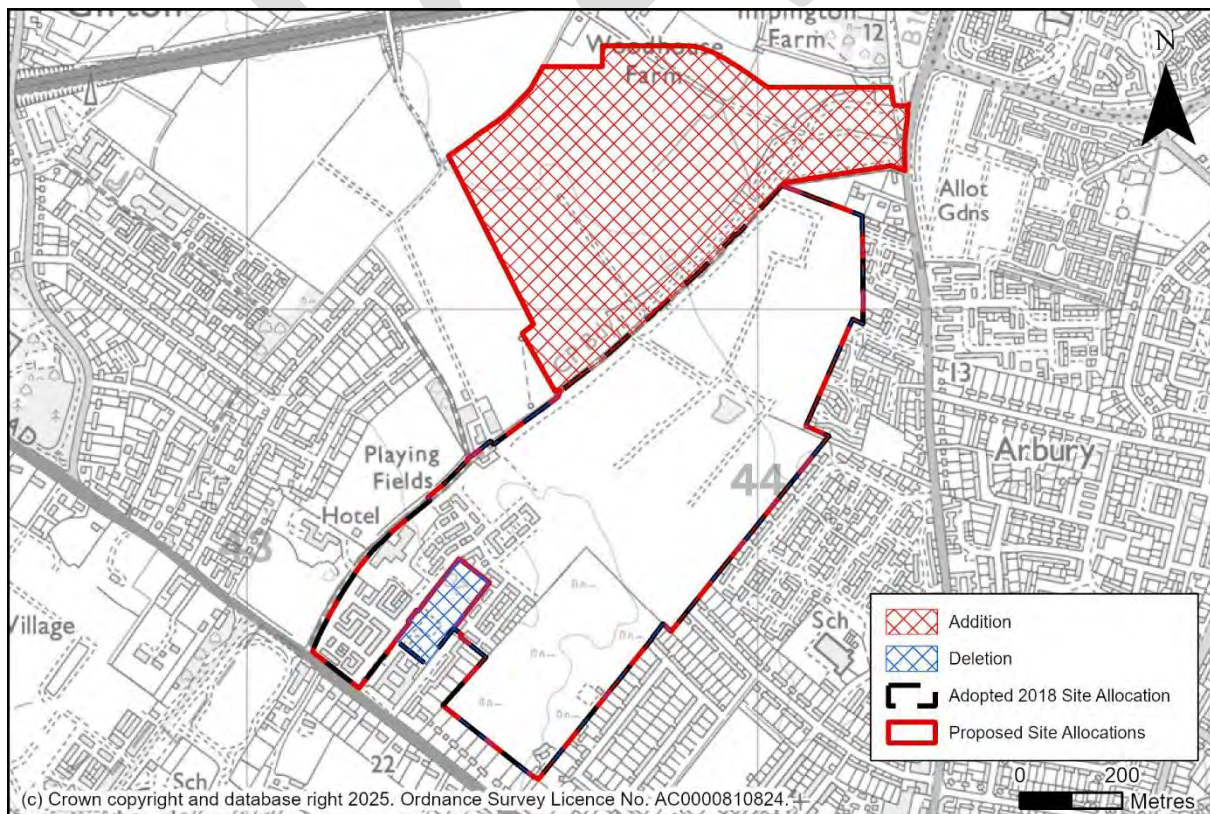 Woodhouse
Farm
Impington
Farm
12
N
Allot
Gdns
13
Arbury
44
43
Playing
Fields
Hotel
Village
Sch
Sch
22
Addition
Deletion
Adopted 2018 Site Allocation
Proposed Site Allocations
0 200
Metres
(c) Crown copyright and database right 2025. Ordnance Survey Licence No. AC0000810824.